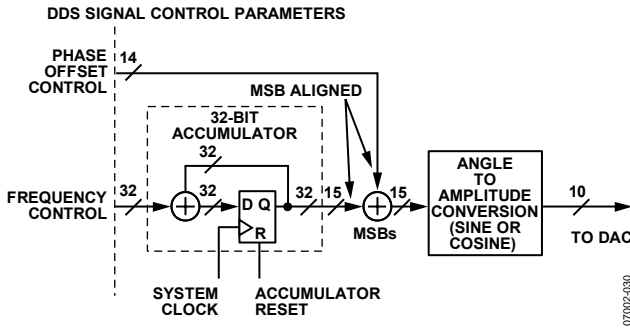 DDS SIGNAL CONTROL PARAMETERS
PHASE
OFFSET
CONTROL
14
MSB ALIGNED
32-BIT
ACCUMULATOR
32
FREQUENCY
CONTROL
32
32
D Q
R
32
15
15
MSBs
ANGLE
TO
AMPLITUDE
CONVERSION
(SINE OR
COSINE)
10
TO DAC
SYSTEM
CLOCK
ACCUMULATOR
RESET
07002-030